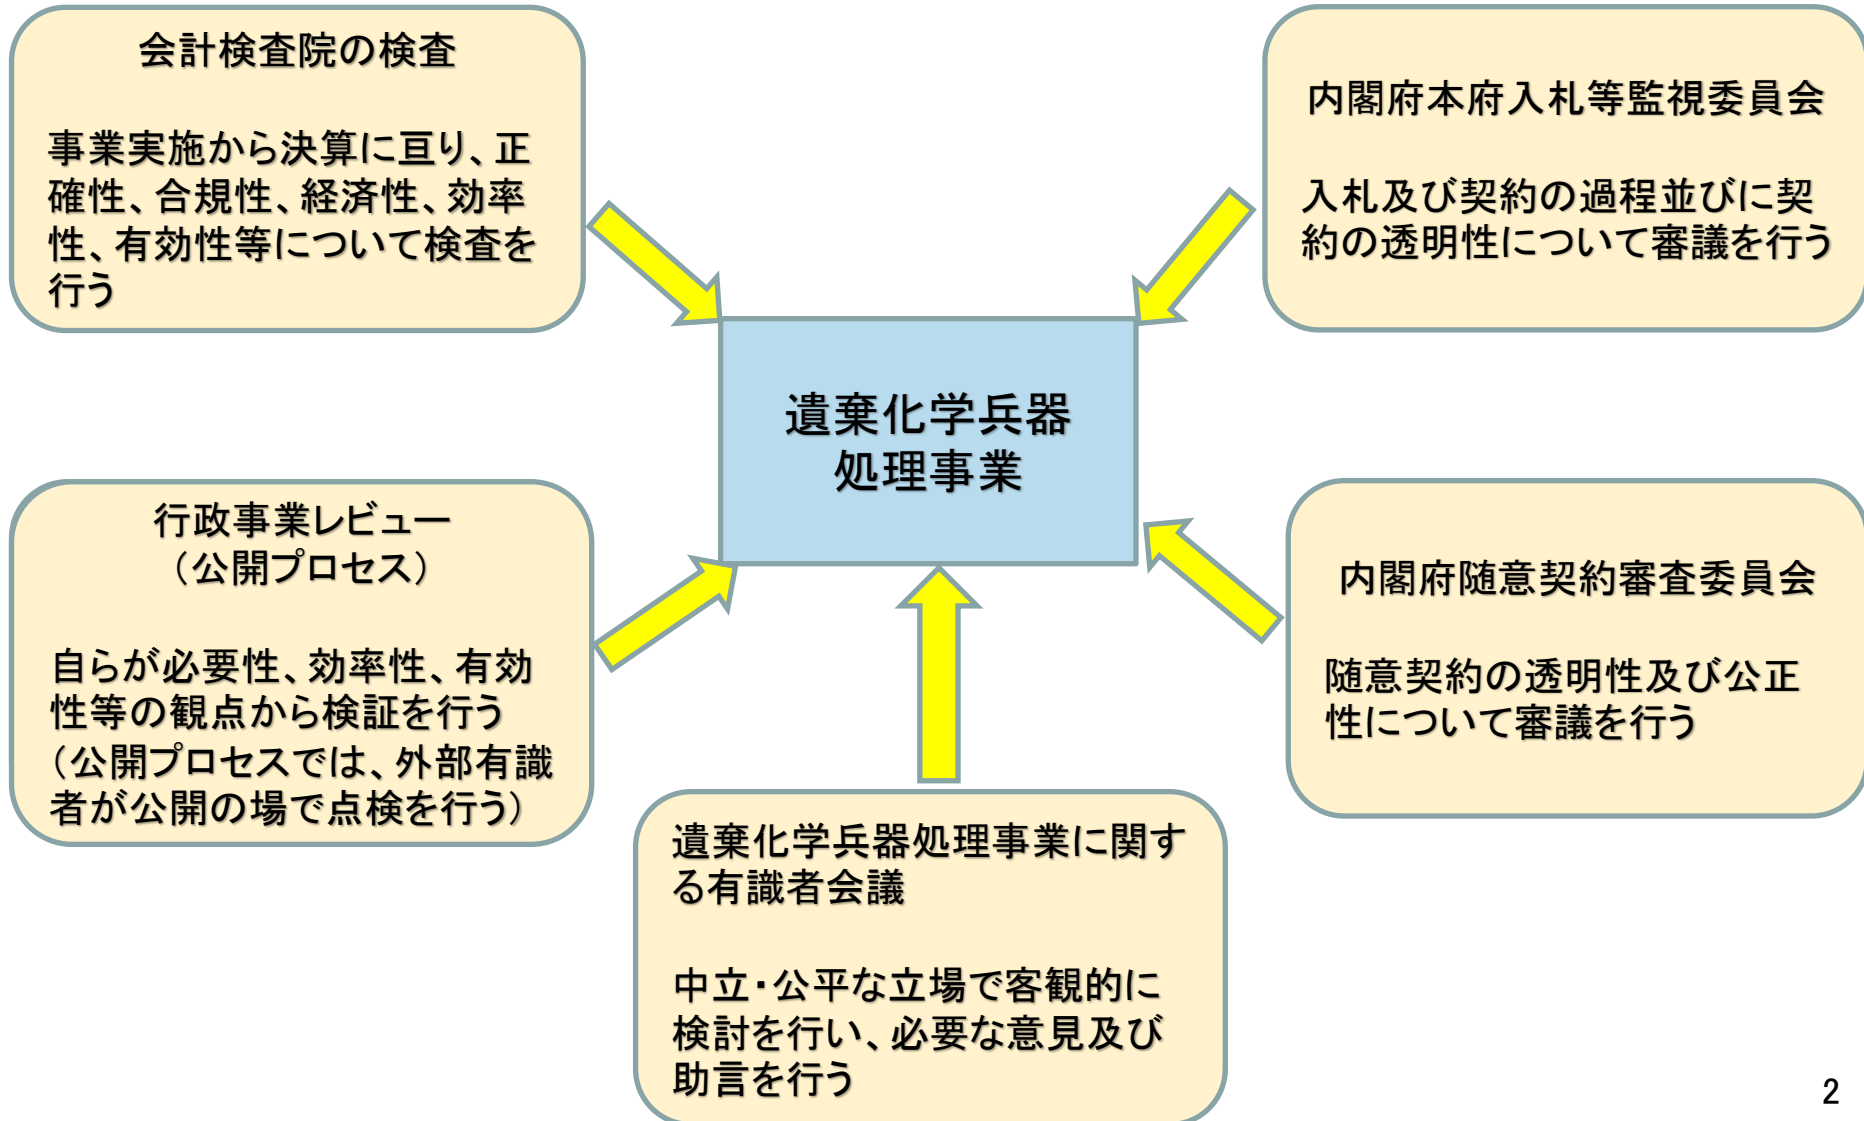 会計検査院の検査
事業実施から決算に亘り、正
確性、合規性、経済性、効率
性、有効性等について検査を
行う
内閣府本府入札等監視委員会
入札及び契約の過程並びに契
約の透明性について審議を行う
遺棄化学兵器
処理事業
行政事業レビュー
（公開プロセス）
自らが必要性、効率性、有効
性等の観点から検証を行う
（公開プロセスでは、外部有識
者が公開の場で点検を行う）
内閣府随意契約審査委員会
随意契約の透明性及び公正
性について審議を行う
遺棄化学兵器処理事業に関す
る有識者会議
中立・公平な立場で客観的に
検討を行い、必要な意見及び
助言を行う
2